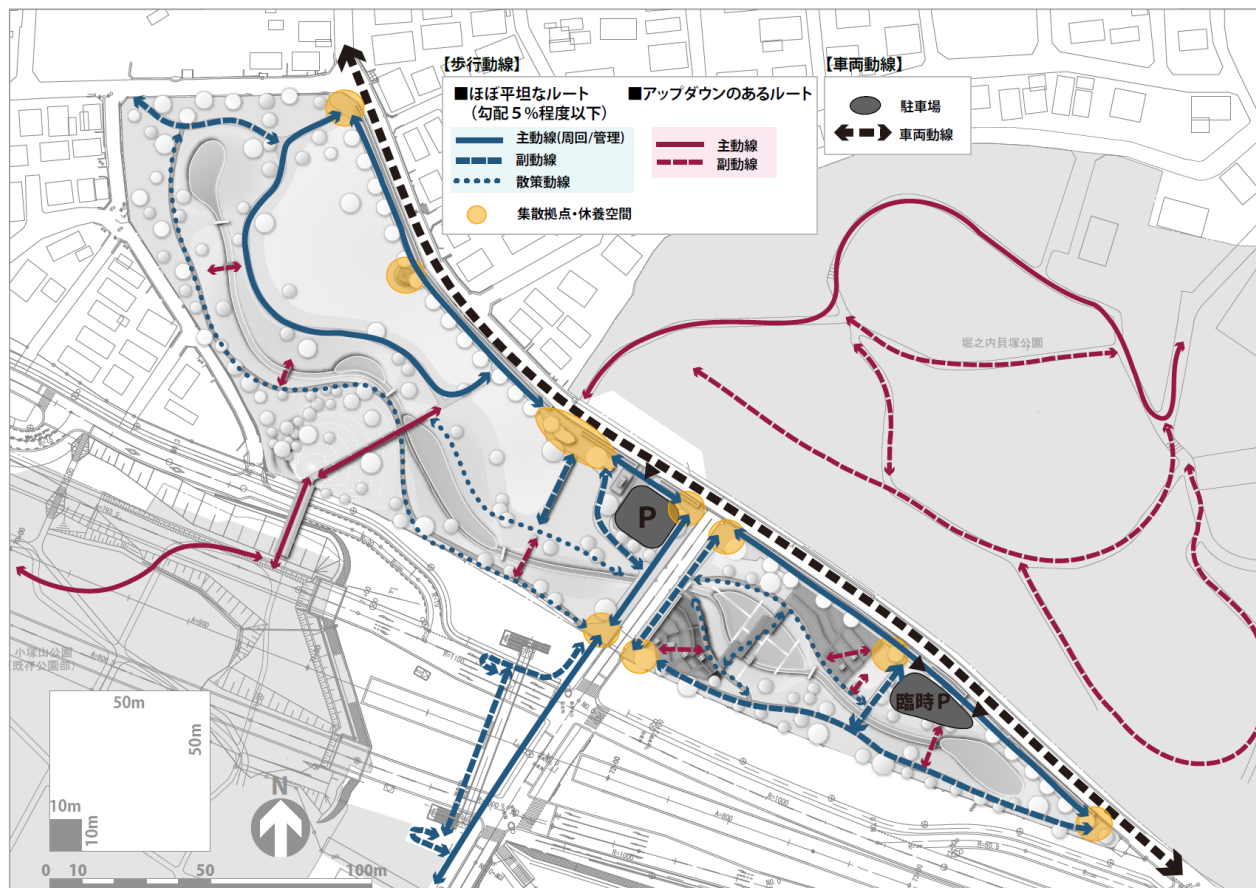 【歩行動線】
■ほぼ平坦なルート
（勾配５%程度以下）
主動線(周回/管理)
副動線
散策動線
集散拠点・休養空間
■アップダウンのあるルート
主動線
副動線
【車両動線】
駐車場
車両動線
堀之内貝塚公園
P
臨時P
小塚山公園
(既存公園部)
50m
50m
10m
10m
N
0 10 50 100m